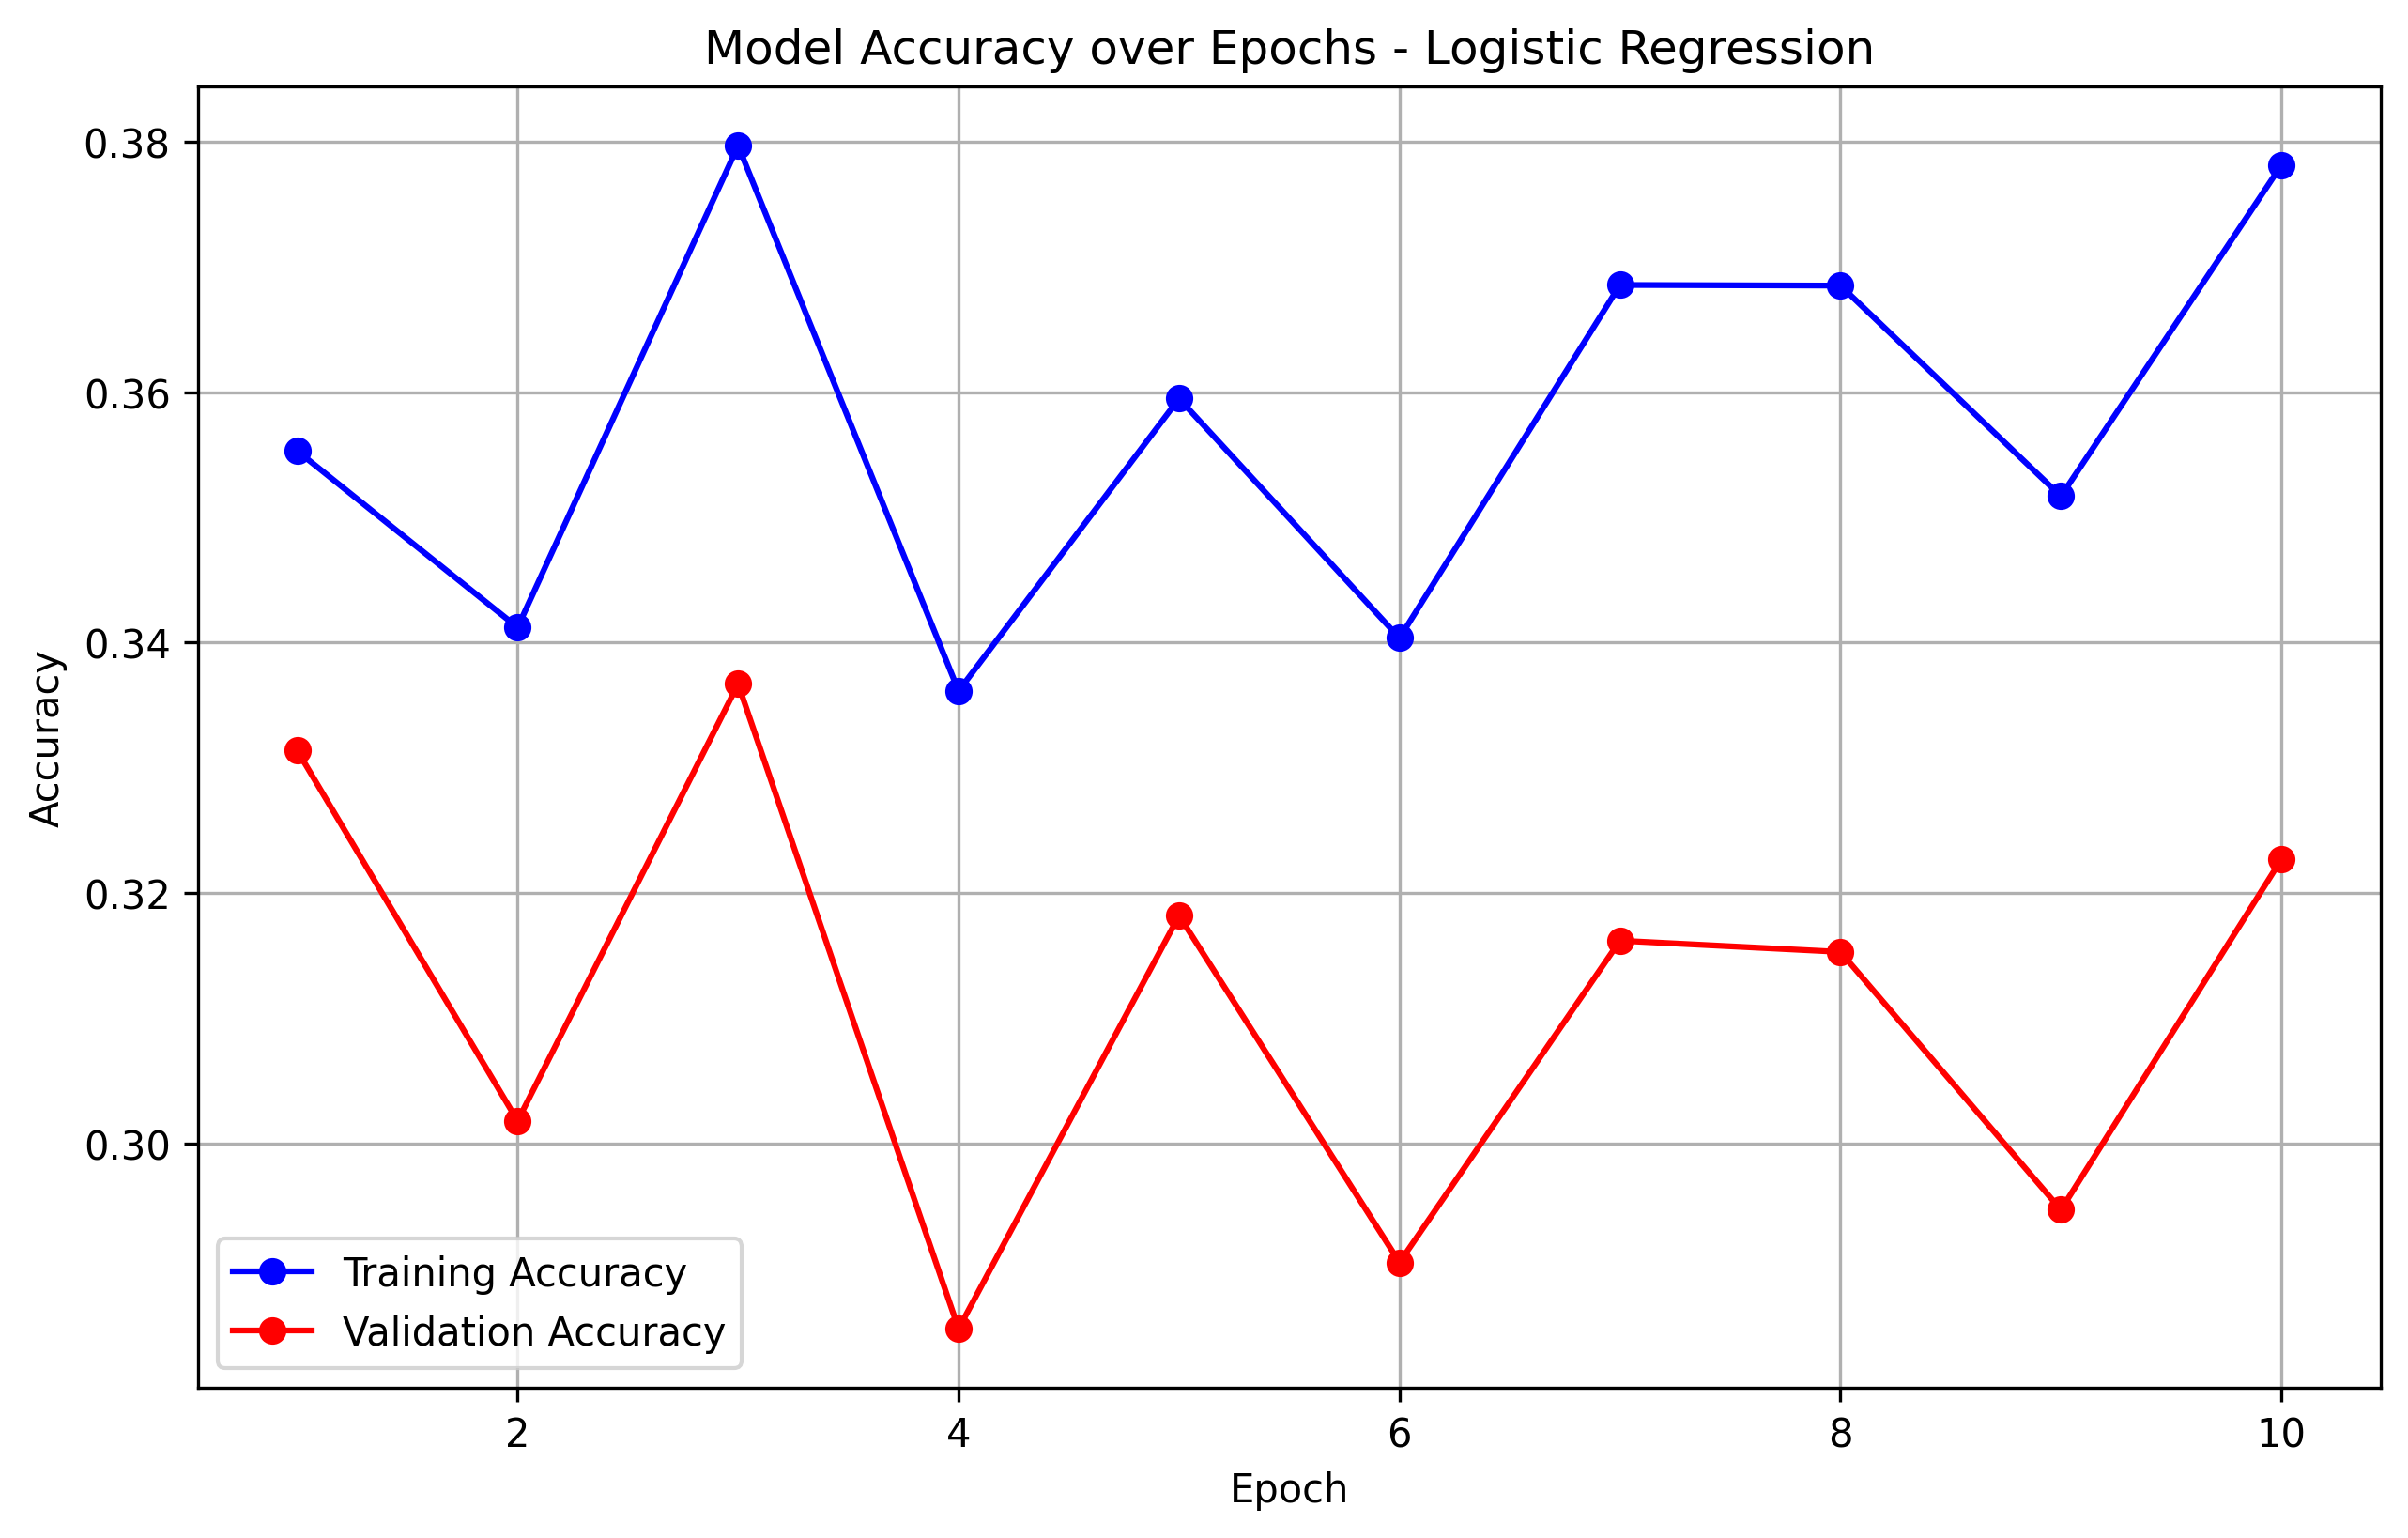 Model Accuracy over Epochs - Logistic Regression
0.38
0.36
0.34
0.32
0.30
Accuracy
Training Accuracy
Validation Accuracy
2 4 6 8 10
Epoch